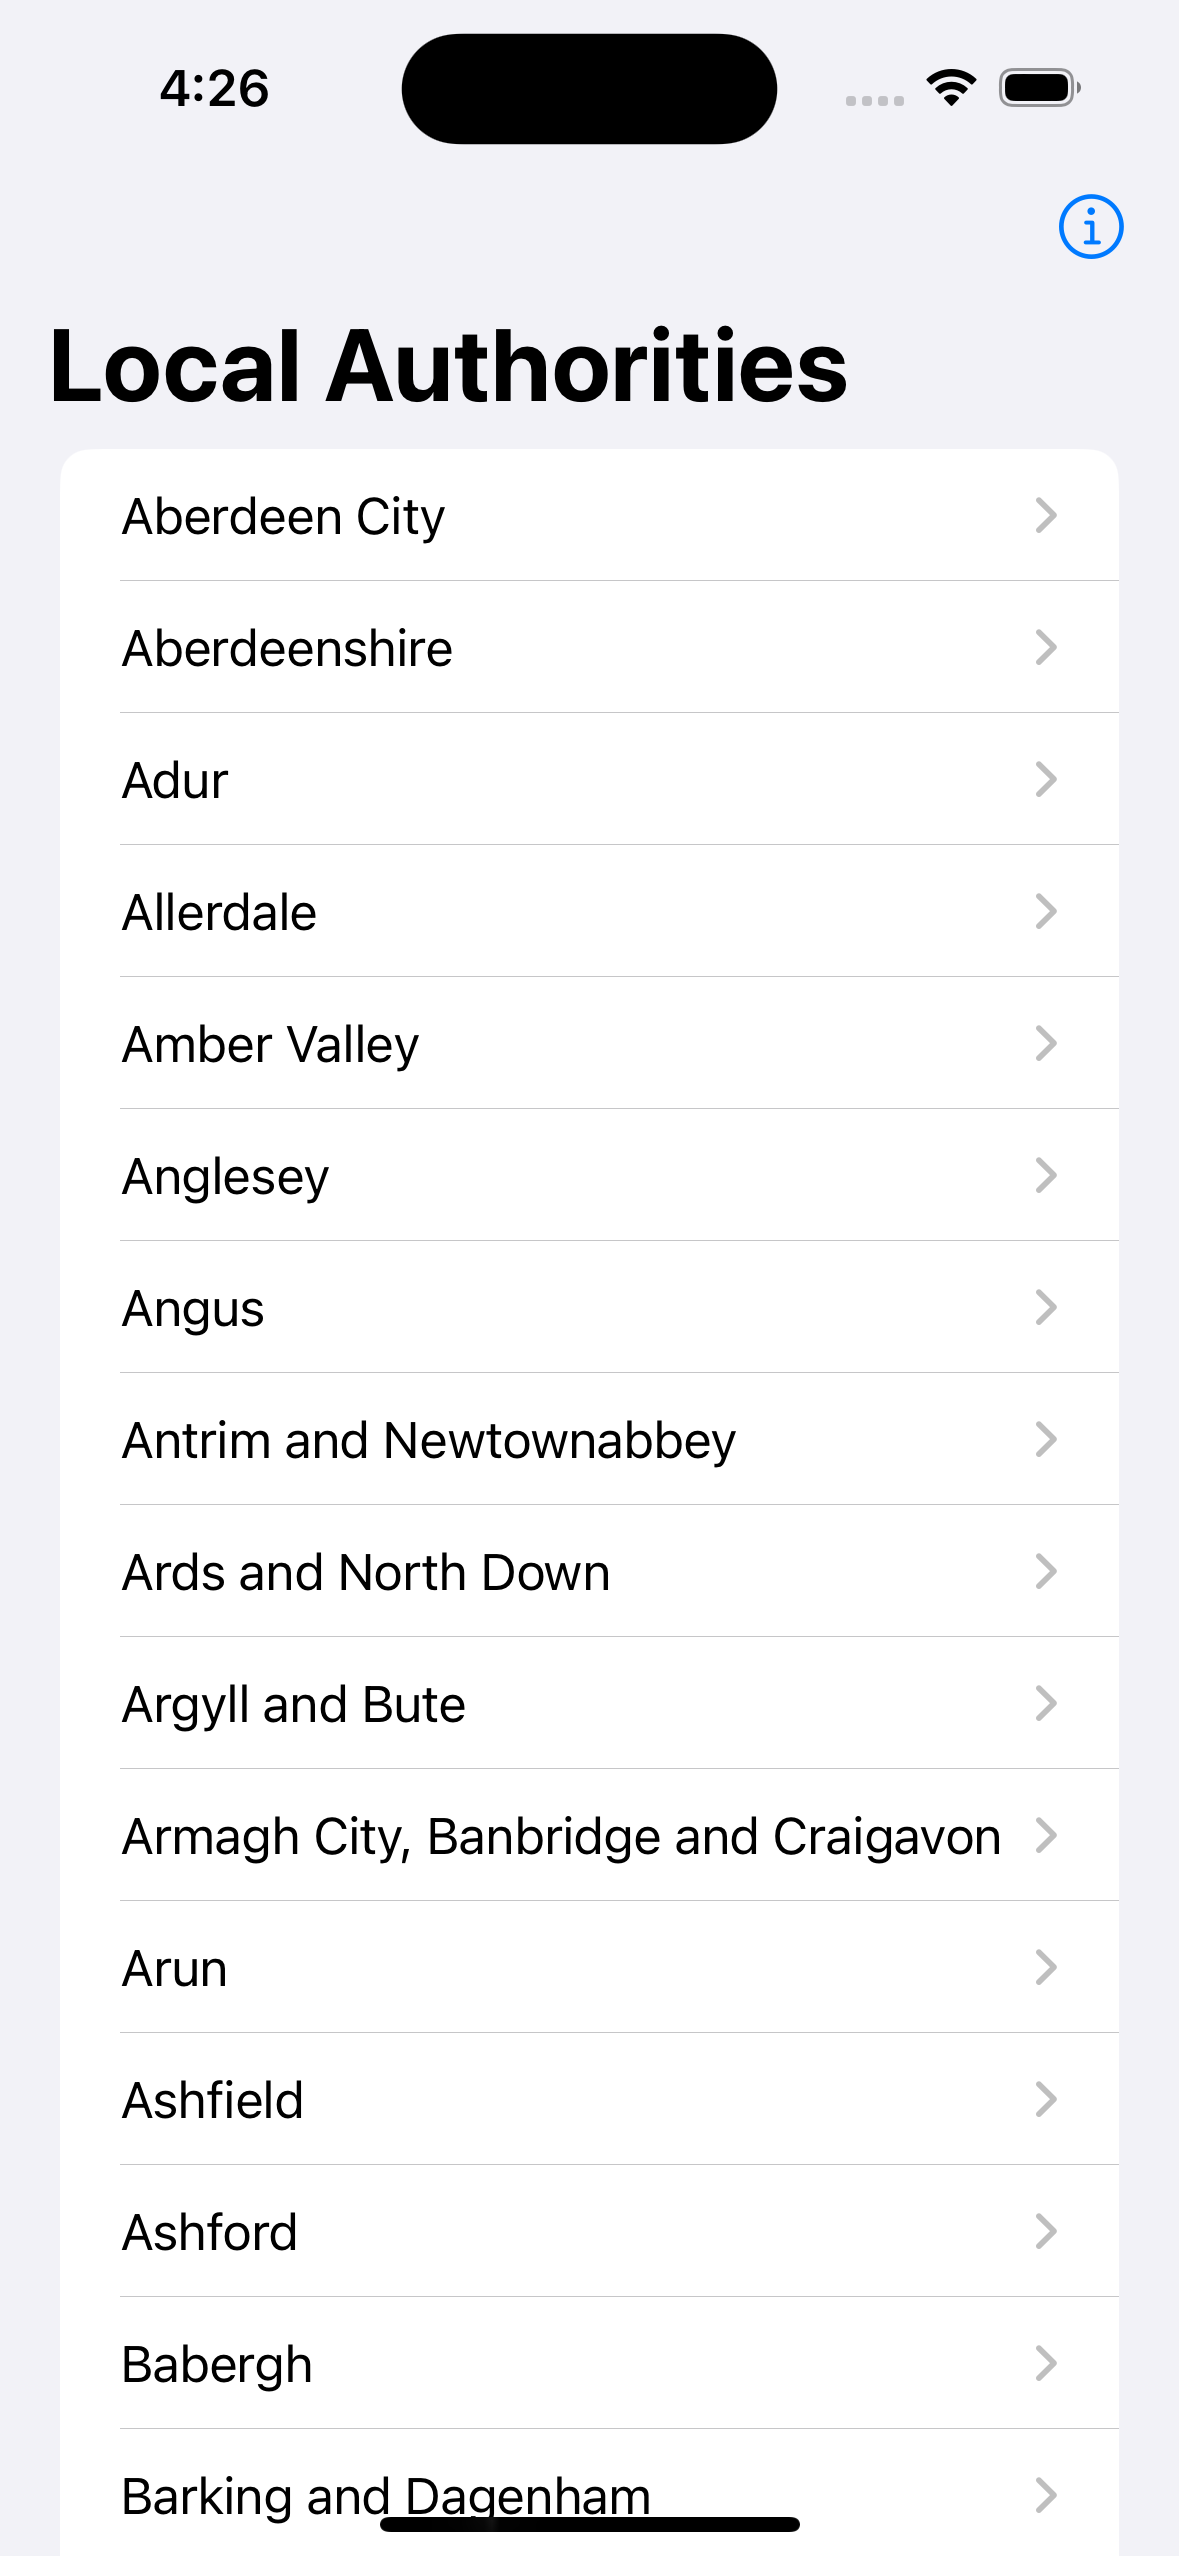 4:26
Local Authorities
Aberdeen City
Aberdeenshire
Adur
Allerdale
Amber Valley
Anglesey
Angus
Antrim and Newtownabbey
Ards and North Down
Argyll and Bute
Armagh City, Banbridge and Craigavon
Arun
Ashfield
Ashford
Babergh
Barking and Dagenham